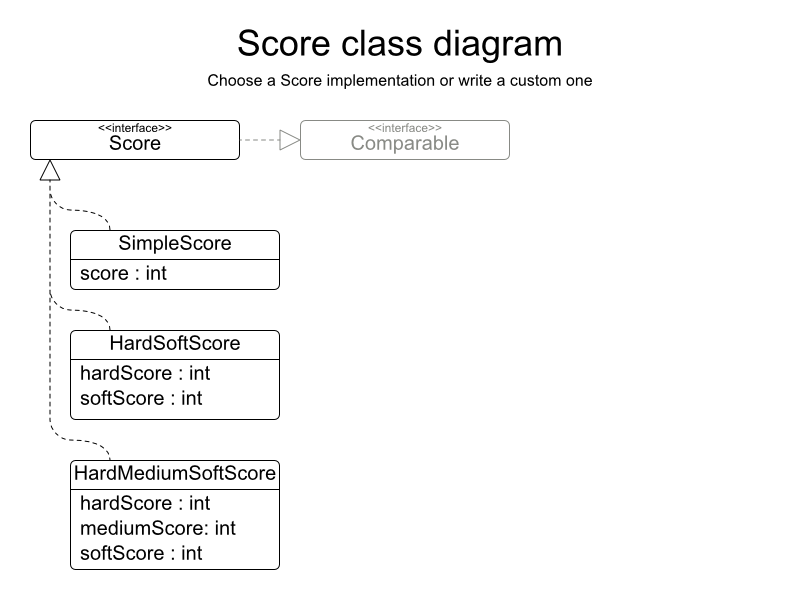 Score class diagram
Choose a Score implementation or write a custom one
<<interface>>
Score
<<interface>>
Comparable
SimpleScore
score : int
HardSoftScore
hardScore : int
softScore : int
HardMediumSoftScore
hardScore : int
mediumScore: int
softScore : int